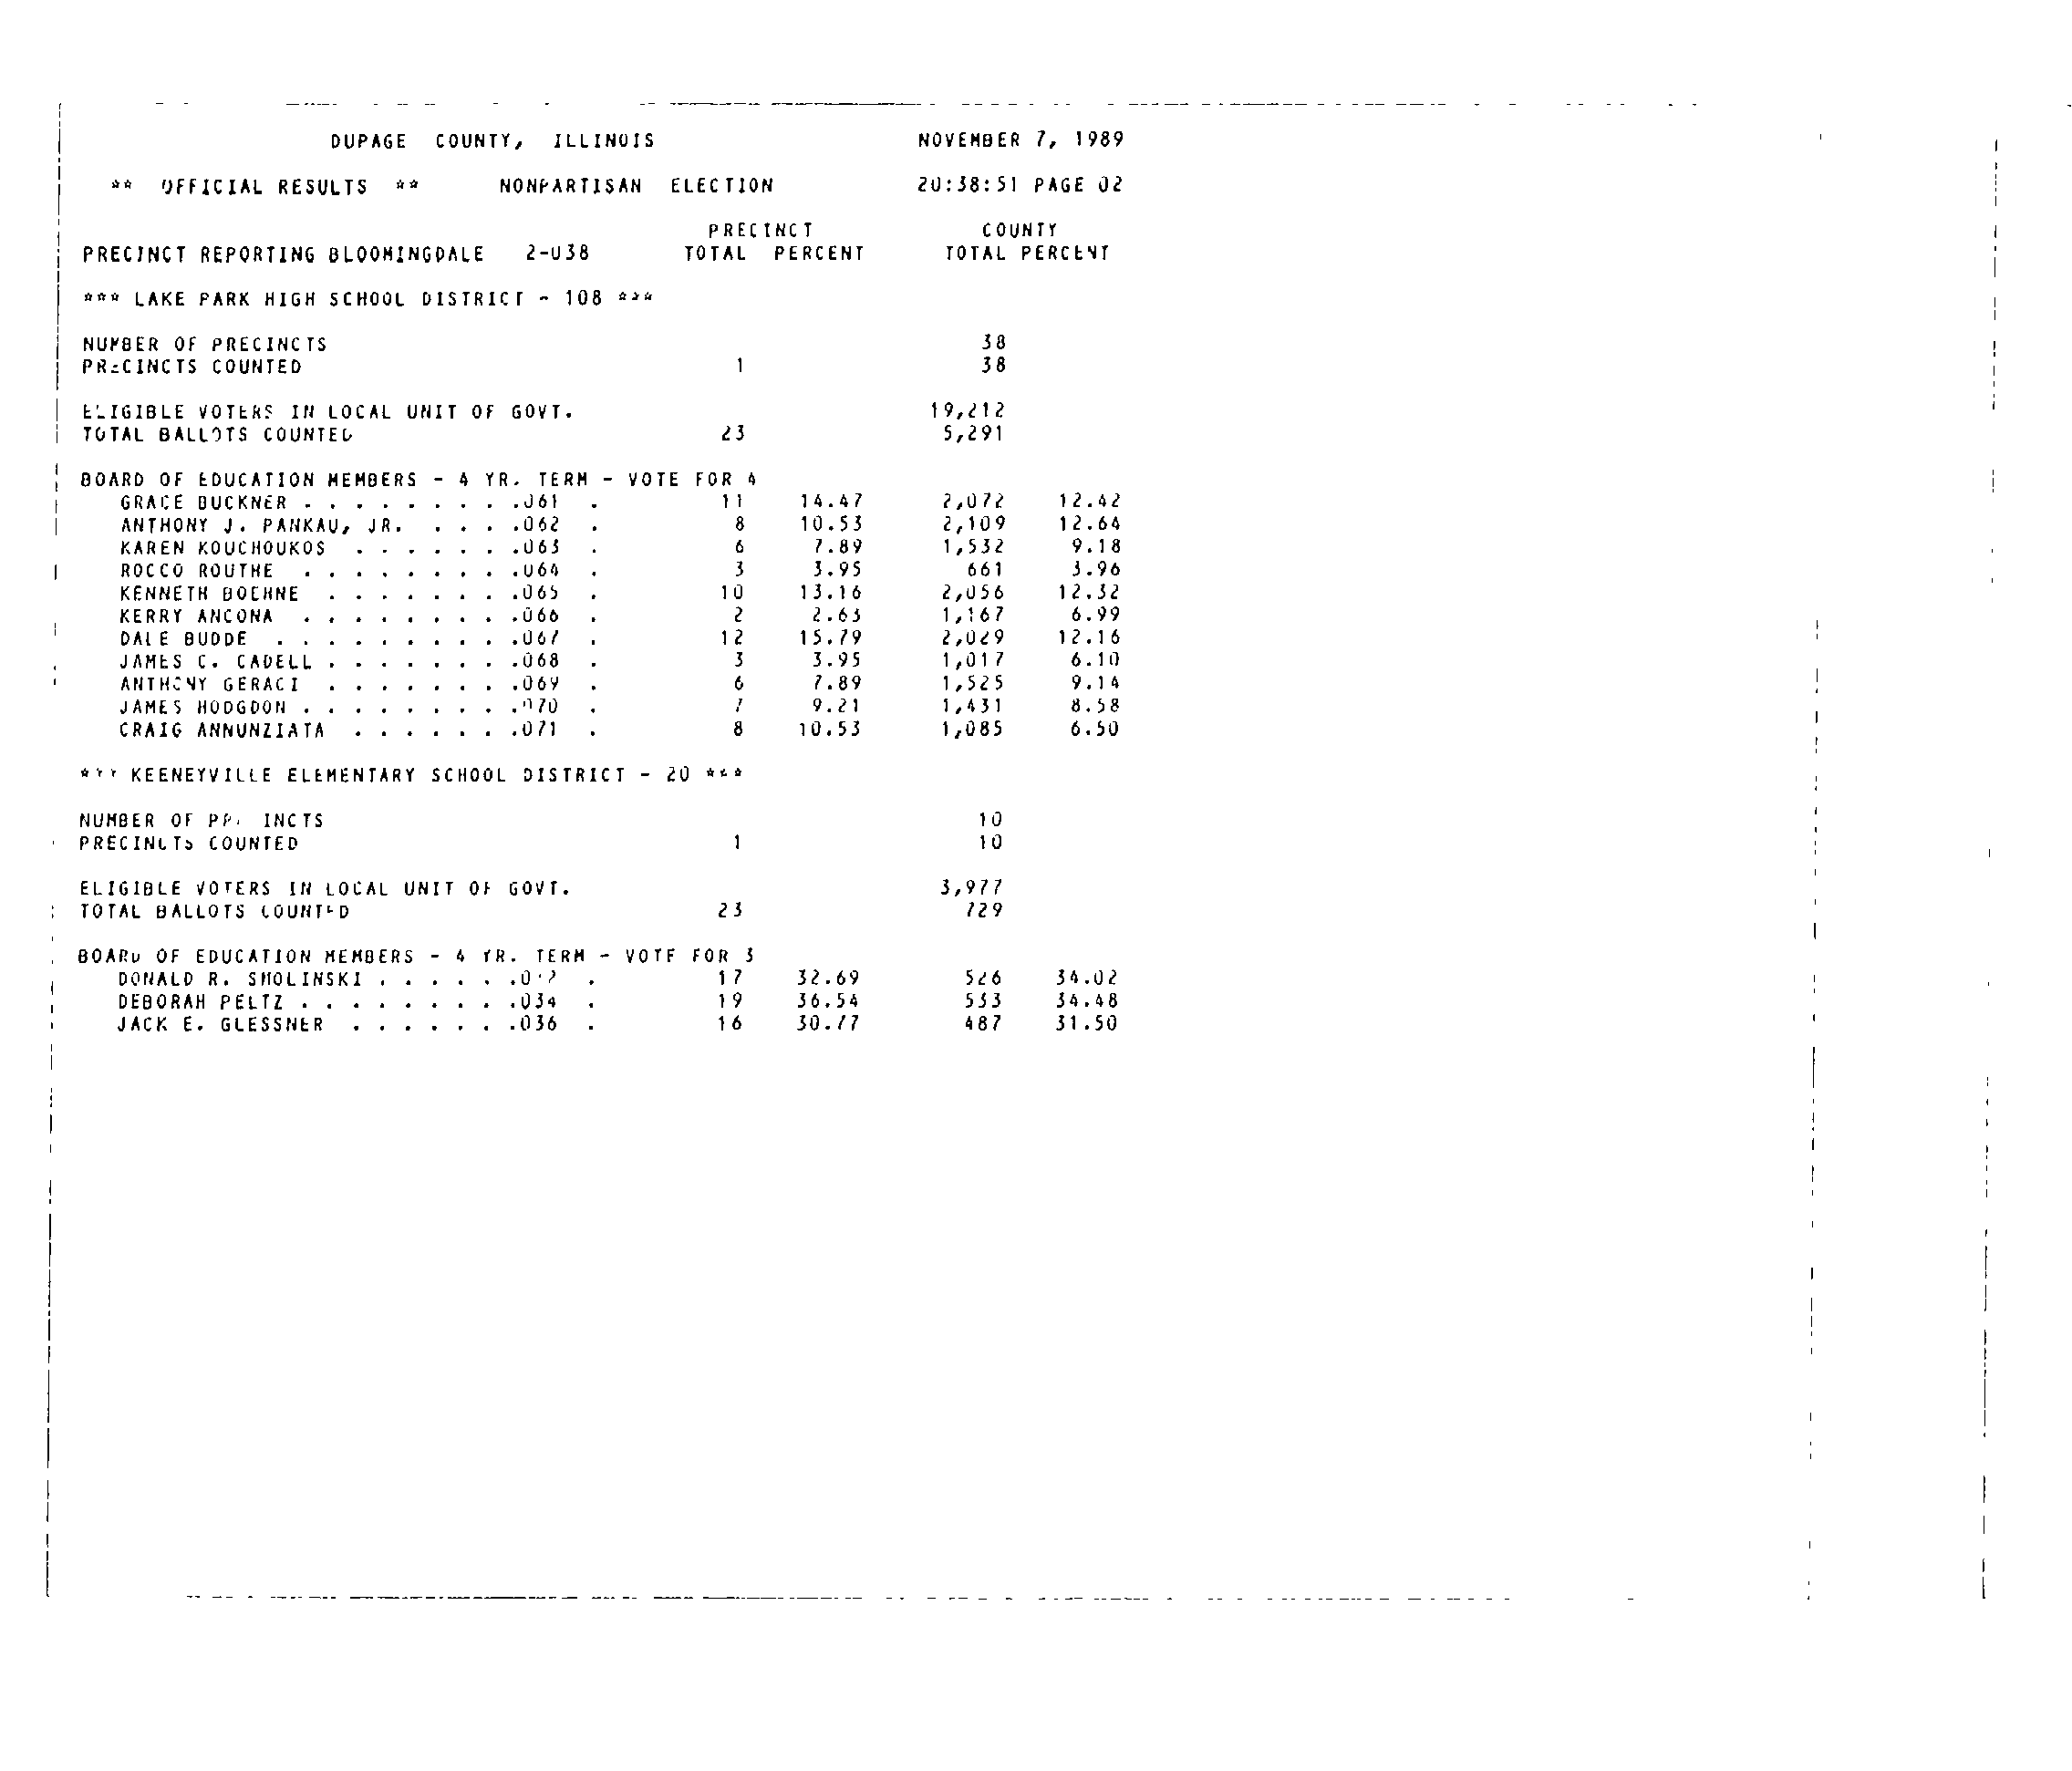 DUPAGE COUNTY, ILLINOIS NOVEMBER 7, 1989
** OFFICIAL RESULTS ** NONPARTISAN ELECTION 20:38:51 PAGE 02
PRECINCT COUNTY
PRECINCT REPORTING BLOOMINGDALE 2-038 TOTAL PERCENT TOTAL PERCENT
*** LAKE PARK HIGH SCHOOL DISTRICT - 108 ***
NUMBER OF PRECINCTS 38
PRECINCTS COUNTED 1 38
ELIGIBLE VOTERS IN LOCAL UNIT OF GOVT. 19,212
TOTAL BALLOTS COUNTED 23 5,291
BOARD OF EDUCATION MEMBERS - 4 YR. TERM - VOTE FOR 4
GRACE BUCKNER . . . . . . . . .061 . 11 14.47 2,072 12.42
ANTHONY J. PANKAU, JR. . . . .062 . 8 10.53 2,109 12.64
KAREN KOUCHOUKOS . . . . . . .063 . 6 7.89 1,532 9.18
ROCCO ROUTHE . . . . . . . . .064 . 3 3.95 661 3.96
KENNETH BOEHNE . . . . . . . .065 . 10 13.16 2,056 12.32
KERRY ANCONA . . . . . . . . .066 . 2 2.63 1,167 6.99
DALE BUDDE . . . . . . . . . .067 . 12 15.79 2,029 12.16
JAMES C. CADELL . . . . . . . .068 . 3 3.95 1,017 6.10
ANTHONY GERACI . . . . . . . .069 . 6 7.89 1,525 9.14
JAMES HODGDON . . . . . . . . .070 . 7 9.21 1,431 8.58
CRAIG ANNUNZIATA . . . . . . .071 . 8 10.53 1,085 6.50
*** KEENEYVILLE ELEMENTARY SCHOOL DISTRICT - 20 ***
NUMBER OF PRECINCTS 10
PRECINCTS COUNTED 1 10
ELIGIBLE VOTERS IN LOCAL UNIT OF GOVT. 3,977
TOTAL BALLOTS COUNTED 23 729
BOARD OF EDUCATION MEMBERS - 4 YR. TERM - VOTE FOR 3
DONALD R. SMOLINSKI . . . . . . 17 32.69 526 34.02
DEBORAH PELTZ . . . . . . . . .034 . 19 36.54 533 34.48
JACK E. GLESSNER . . . . . . .036 . 16 30.77 487 31.50